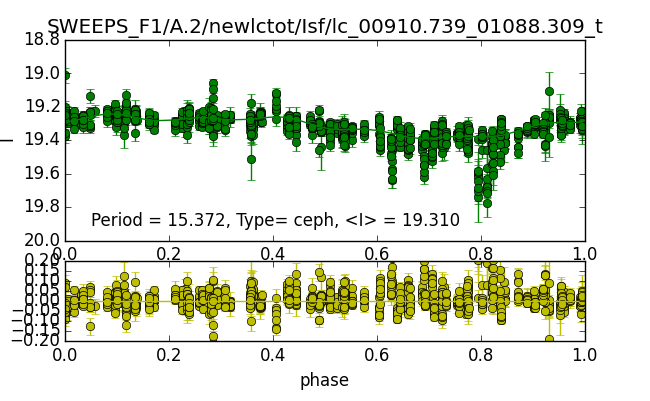 SWEEPS_F1/A.2/newlctot/Isf/lc_00910.739_01088.309_t
18.8
19.0
19.2
19.4
19.6
19.8
20.0
I
Period = 15.372, Type= ceph, <I> = 19.310
0.0 0.2 0.4 0.6 0.8 1.0
0.20
0.15
0.10
0.05
0.00
−0.05
−0.10
−0.15
−0.20
0.0 0.2 0.4 0.6 0.8 1.0
phase